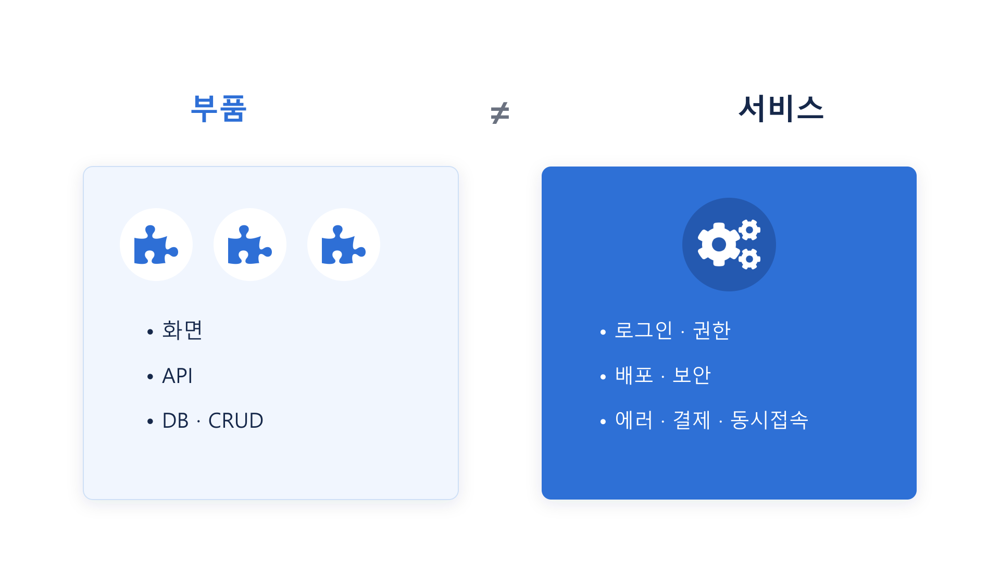 부품 ≠ 서비스
• 화면
• API
• DB · CRUD
• 로그인 · 권한
• 배포 · 보안
• 에러 · 결제 · 동시접속